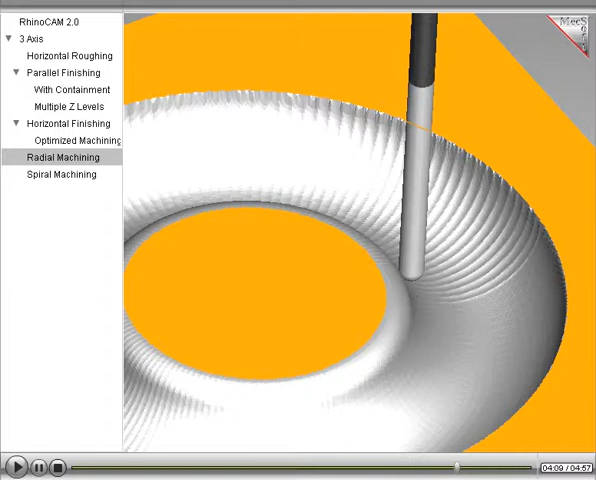 RhinoCAM 2.0
3 Axis
Horizontal Roughing
Parallel Finishing
With Containment
Multiple Z Levels
Horizontal Finishing
Optimized Machining
Radial Machining
Spiral Machining
04:09 / 04:57